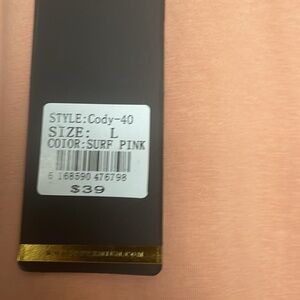 STYLE:Cody-40
SIZE: L
COLOR:SURF PINK
6 168590 476798
$39